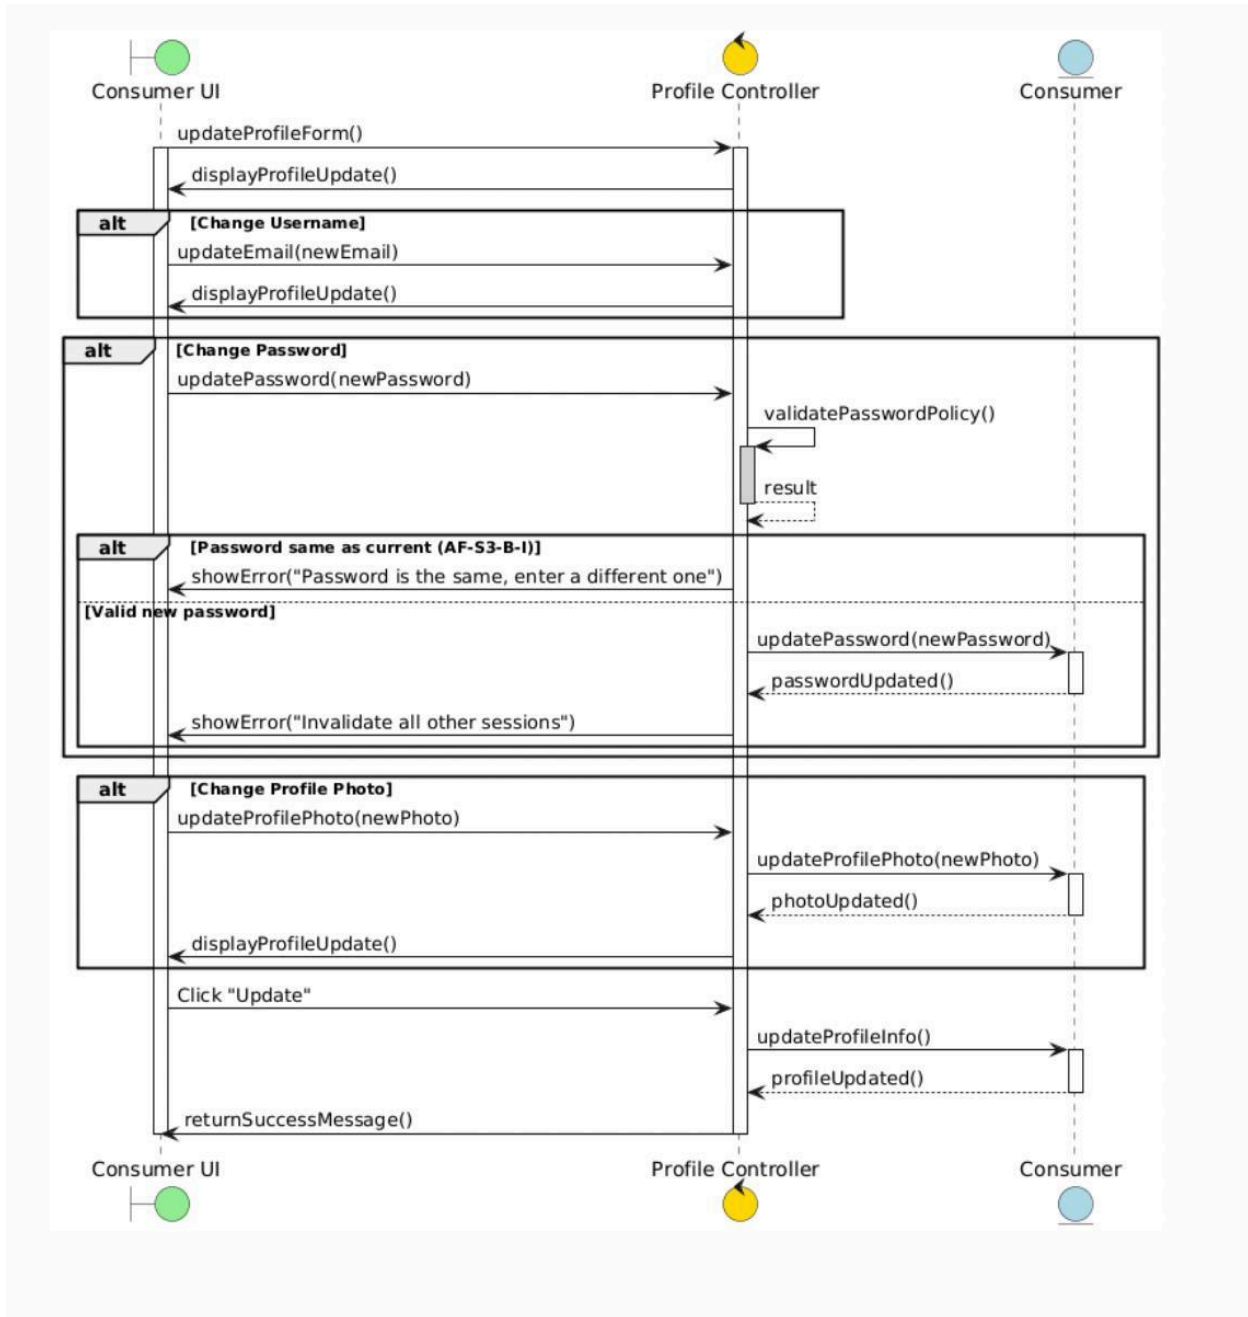 Consumer UI
Profile Controller
Consumer
updateProfileForm()
displayProfileUpdate()
alt [Change Username]
updateEmail(newEmail)
displayProfileUpdate()
alt [Change Password]
updatePassword(newPassword)
validatePasswordPolicy()
result
alt [Password same as current (AF-S3-B-I)]
showError("Password is the same, enter a different one")
[Valid new password]
updatePassword(newPassword)
passwordUpdated()
showError("Invalidate all other sessions")
alt [Change Profile Photo]
updateProfilePhoto(newPhoto)
updateProfilePhoto(newPhoto)
photoUpdated()
displayProfileUpdate()
Click "Update"
updateProfileInfo()
profileUpdated()
returnSuccessMessage()
Consumer UI
Profile Controller
Consumer